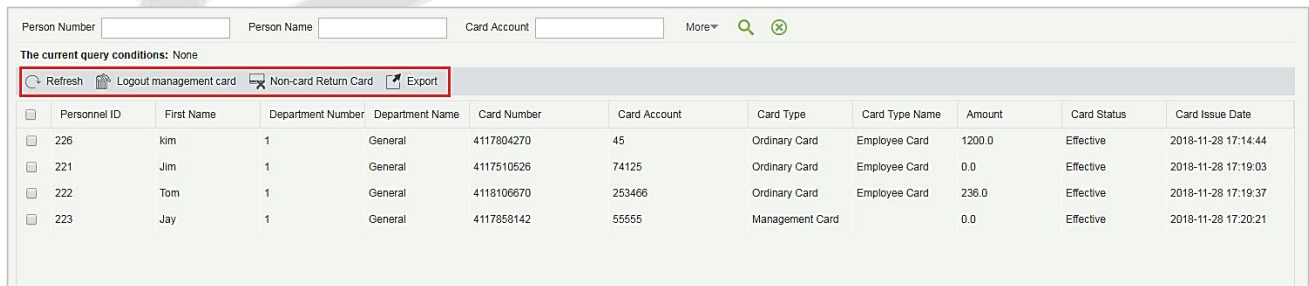 Person Number Person Name Card Account More
The current query conditions: None
Refresh Logout management card Non-card Return Card Export
Personnel ID First Name Department Number Department Name Card Number Card Account Card Type Card Type Name Amount Card Status Card Issue Date
226 kim 1 General 4117804270 45 Ordinary Card Employee Card 1200.0 Effective 2018-11-28 17:14:44
221 Jim 1 General 4117510526 74125 Ordinary Card Employee Card 0.0 Effective 2018-11-28 17:19:03
222 Tom 1 General 4118106670 253466 Ordinary Card Employee Card 236.0 Effective 2018-11-28 17:19:37
223 Jay 1 General 4117858142 55555 Management Card 0.0 Effective 2018-11-28 17:20:21